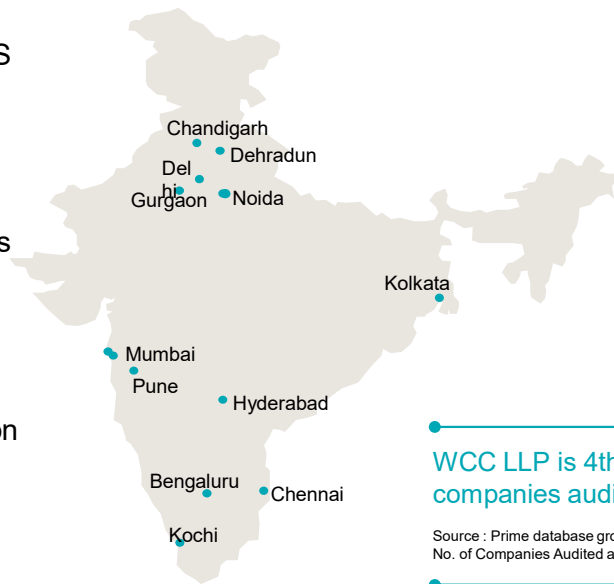 S
Chandigarh
Dehradun
Del
hi
Gurgaon
Noida
s
Kolkata
Mumbai
Pune
Hyderabad
on
WCC LLP is 4th
companies audi
Bengaluru
Chennai
Source : Prime database gro
No. of Companies Audited a
Kochi